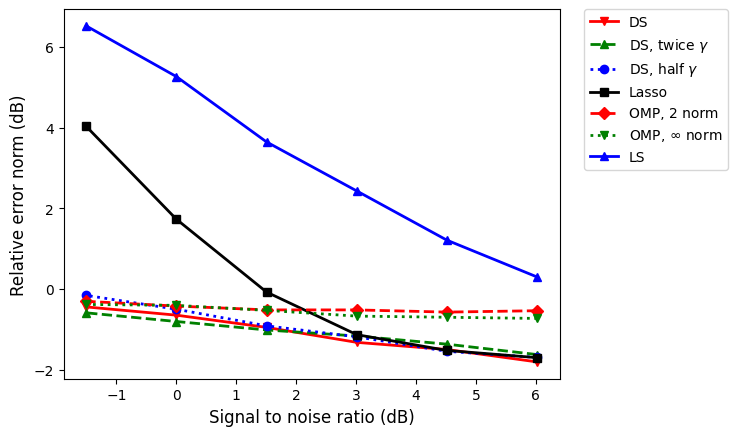 6
4
2
0
−2
Relative error norm (dB)
−1 0 1 2 3 4 5 6
Signal to noise ratio (dB)
DS
DS, twice γ
DS, half γ
Lasso
OMP, 2 norm
OMP, ∞ norm
LS